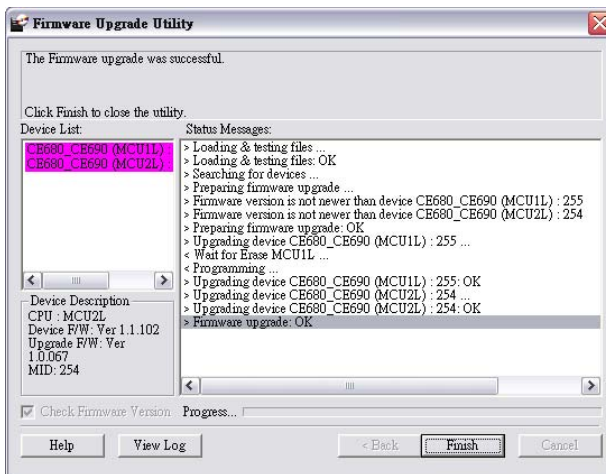 Firmware Upgrade Utility
The Firmware upgrade was successful.
Click Finish to close the utility.
Device List:
CE680_CE690 (MCU1L)
CE680_CE690 (MCU2L)
Status Messages:
> Loading & testing files ...
> Loading & testing files: OK
> Searching for devices ...
> Preparing firmware upgrade ...
> Firmware version is not newer than device CE680_CE690 (MCU1L) : 255
> Firmware version is not newer than device CE680_CE690 (MCU2L) : 254
> Preparing firmware upgrade: OK
> Upgrading device CE680_CE690 (MCU1L) : 255 ...
< Wait for Erase MCU1L ...
< Programming ...
> Upgrading device CE680_CE690 (MCU1L) : 255: OK
> Upgrading device CE680_CE690 (MCU2L) : 254 ...
> Upgrading device CE680_CE690 (MCU2L) : 254: OK
> Firmware upgrade: OK
Device Description
CPU : MCU2L
Device F/W: Ver 1.1.102
Upgrade F/W: Ver
1.0.067
MID: 254
Check Firmware Version
Progress...
Help
View Log
< Back
Finish
Cancel